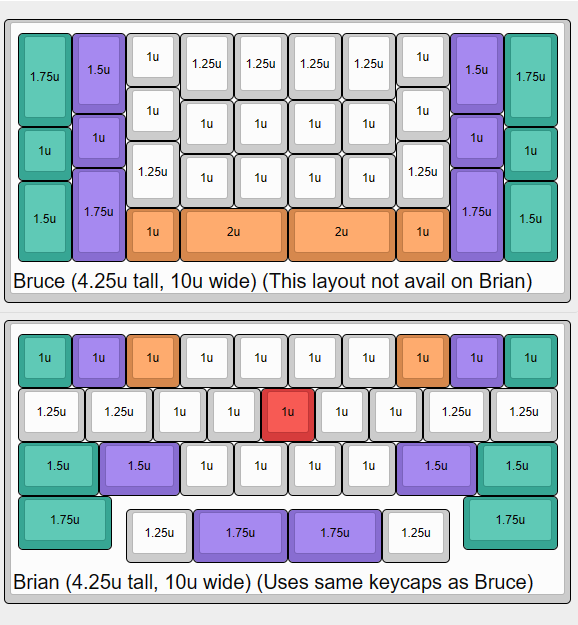 1.75u 1.5u 1u 1.25u 1.25u 1.25u 1.25u 1u 1.5u 1.75u
1u 1u 1u 1u 1u 1u 1u 1u 1u 1u
1.5u 1.75u 1.25u 1u 1u 1u 1u 1.25u 1.75u 1.5u
1u 2u 2u 1u
Bruce (4.25u tall, 10u wide) (This layout not avail on Brian)
1u 1u 1u 1u 1u 1u 1u 1u 1u 1u
1.25u 1.25u 1u 1u 1u 1u 1u 1.25u 1.25u
1.5u 1.5u 1u 1u 1u 1u 1.5u 1.5u
1.75u 1.25u 1.75u 1.75u 1.25u 1.75u
Brian (4.25u tall, 10u wide) (Uses same keycaps as Bruce)